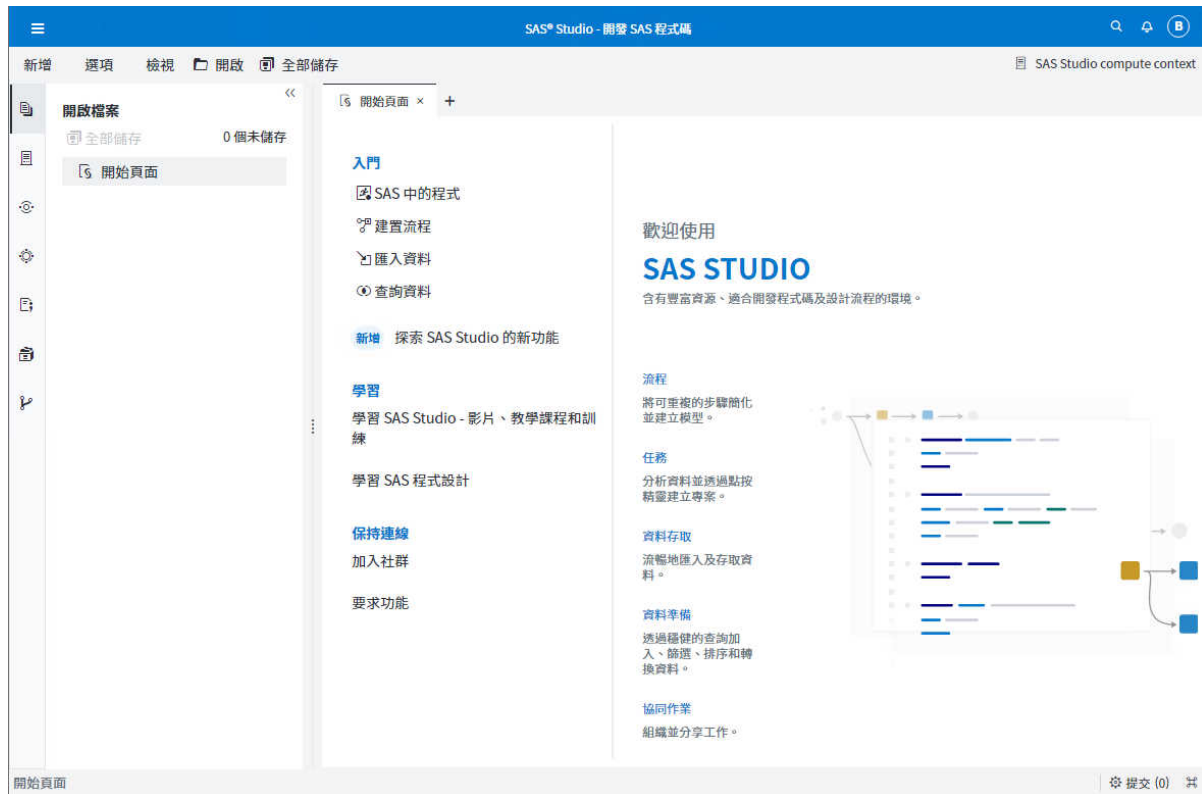 SAS® Studio - 開發 SAS 程式碼
B
新增 選項 檢視 開啟 全部儲存 SAS Studio compute context
開啟檔案
全部儲存 0 個未儲存
開始頁面
開始頁面
入門
SAS 中的程式
建置流程
匯入資料
查詢資料
新增 探索 SAS Studio 的新功能
學習
學習 SAS Studio - 影片、教學課程和訓
練
學習 SAS 程式設計
保持連線
加入社群
要求功能
歡迎使用
SAS STUDIO
含有豐富資源、適合開發程式碼及設計流程的環境。
流程
將可重複的步驟簡化
並建立模型。
任務
分析資料並透過點按
精靈建立專案。
資料存取
流暢地匯入及存取資
料。
資料準備
透過穩健的查詢加
入、篩選、排序和轉
換資料。
協同作業
組織並分享工作。
開始頁面 提交 (0)